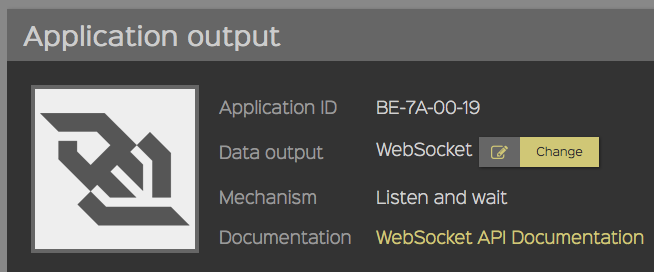 Application output
Application ID BE-7A-00-19
Data output WebSocket Change
Mechanism Listen and wait
Documentation WebSocket API Documentation